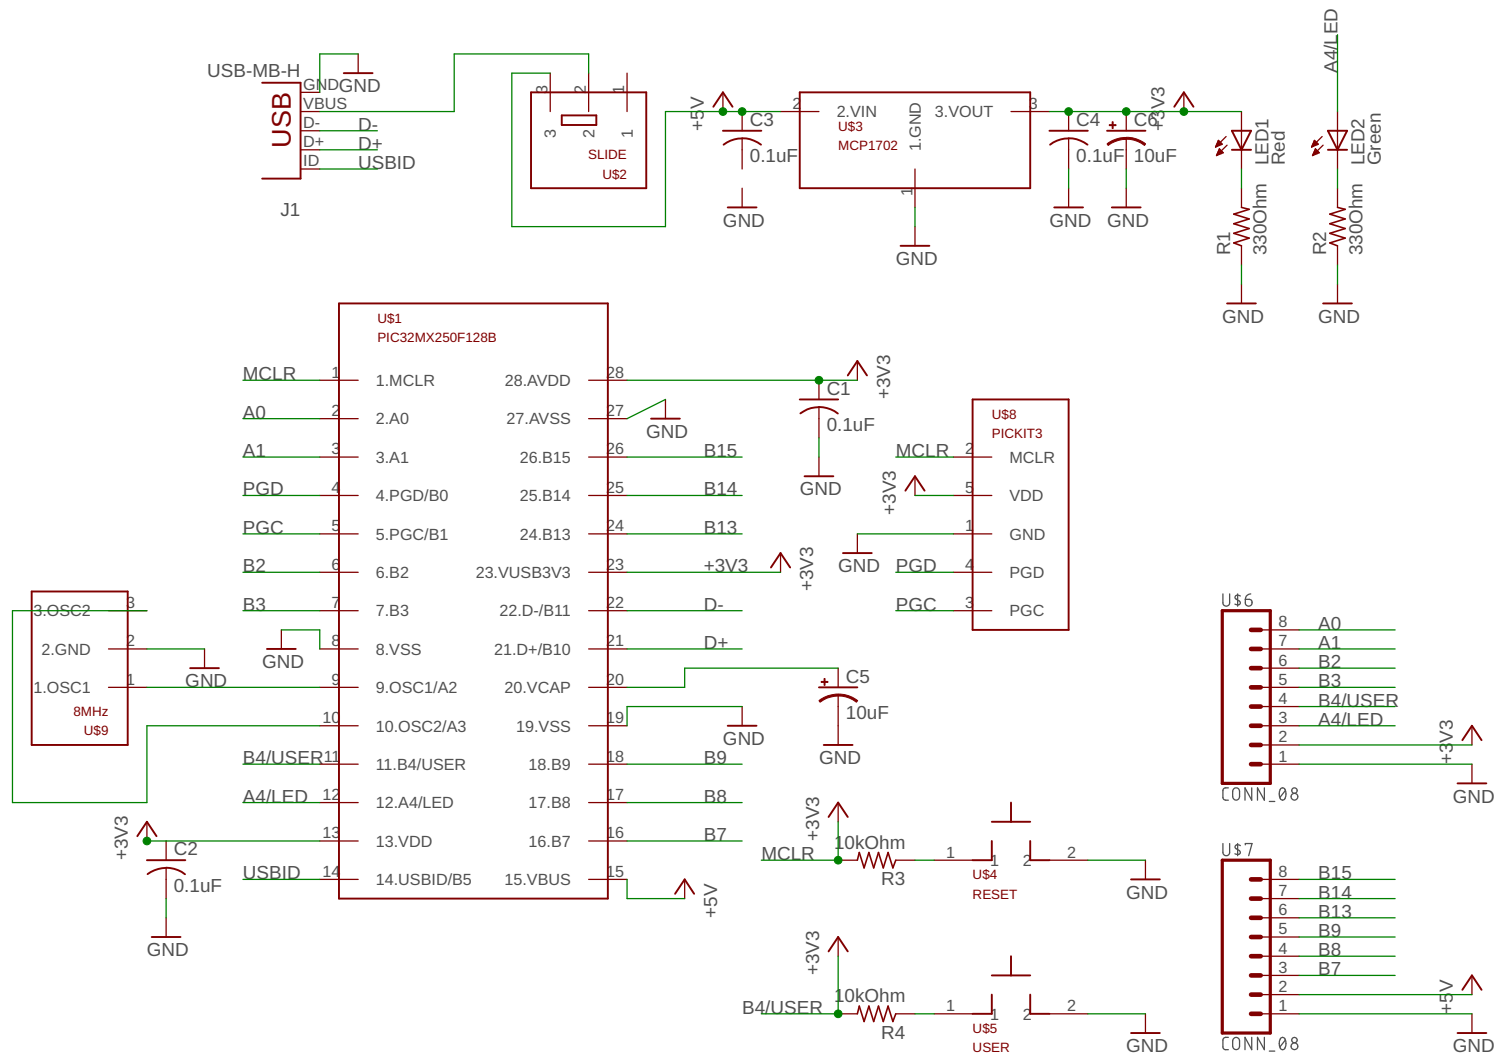 USB-MB-H
USB
GND
GND
VBUS
D-
D-
D+
D+
ID
USBID
J1
3
2
1
3
2
1
SLIDE
U$2
+5V
C3
0.1uF
GND
2
2.VIN
3.VOUT
3
U$3
MCP1702
1.GND
1
GND
C4
0.1uF
GND
C6
10uF
GND
+3V3
LED1
Red
R1
330Ohm
GND
A4/LED
LED2
Green
R2
330Ohm
GND
U$1
PIC32MX250F128B
MCLR 1 1.MCLR
A0 2 2.A0
A1 3 3.A1
PGD 4 4.PGD/B0
PGC 5 5.PGC/B1
B2 6 6.B2
B3 7 7.B3
GND 8 8.VSS
9 9.OSC1/A2
10 10.OSC2/A3
B4/USER 11 11.B4/USER
A4/LED 12 12.A4/LED
13 13.VDD
USBID 14 14.USBID/B5
28.AVDD 28
27.AVSS 27 GND
26.B15 26 B15
25.B14 25 B14
24.B13 24 B13
23.VUSB3V3 23 +3V3 +3V3
22.D-/B11 22 D-
21.D+/B10 21 D+
20.VCAP 20
19.VSS 19 GND
18.B9 18 B9
17.B8 17 B8
16.B7 16 B7
15.VBUS 15 +5V
+3V3
C1
0.1uF
GND
C5
10uF
GND
3.OSC2 3
2.GND 2
GND
1.OSC1 1
8MHz
U$9
+3V3
C2
0.1uF
GND
U$8
PICKIT3
MCLR 2 MCLR
+3V3 5 VDD
GND 1 GND
PGD 4 PGD
PGC 3 PGC
+3V3
MCLR
10kOhm
R3
1 1 2 2
U$4
RESET
GND
+3V3
B4/USER
10kOhm
R4
1 1 2 2
U$5
USER
GND
U$6
8 A0
7 A1
6 B2
5 B3
4 B4/USER
3 A4/LED
2 +3V3
1
GND
CONN_08
U$7
8 B15
7 B14
6 B13
5 B9
4 B8
3 B7
2 +5V
1
GND
CONN_08